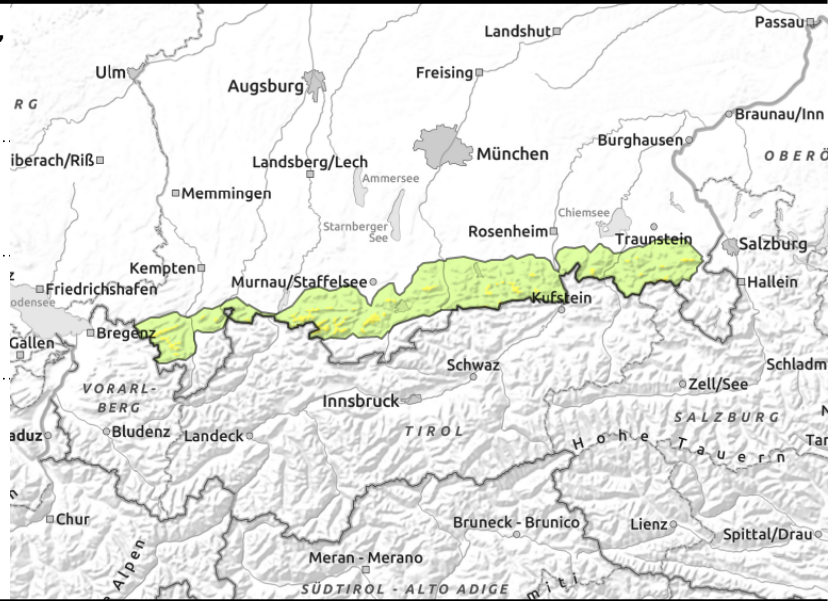 Passau
Landshut
Ulm
Augsburg
Freising
RG
Braunau/Inn
Burghausen
München
OBERÖ
iberach/Riß
Landsberg/Lech
Ammersee
Memmingen
Chiemsee
Starnberger
See
Rosenheim
Traunstein
Salzburg
Kempten
Murnau/Staffelsee
Hallein
z
Friedrichshafen
odensee
Kufstein
Bregenz
Gallen
Schwaz
Schladm
VORARL-
BERG
Zell/See
Innsbruck
SALZBURG
N
aduz
Bludenz
Landeck
TIROL
Hohe Tauern
Tar
Chur
Bruneck - Brunico
Lienz
Spittal/Drau
Meran - Merano
e Alpen
SÜDTIROL - ALTO ADIGE
miti